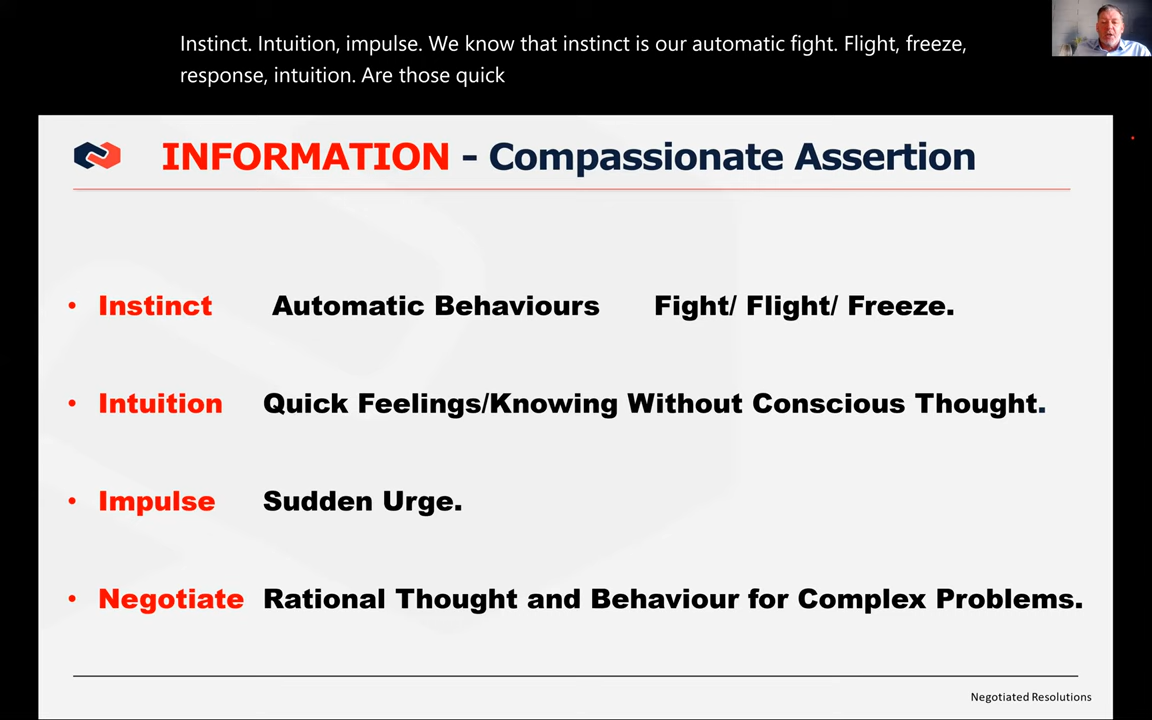 Instinct. Intuition, impulse. We know that instinct is our automatic fight. Flight, freeze,
response, intuition. Are those quick
INFORMATION - Compassionate Assertion
• Instinct Automatic Behaviours Fight/ Flight/ Freeze.
• Intuition Quick Feelings/Knowing Without Conscious Thought.
• Impulse Sudden Urge.
• Negotiate Rational Thought and Behaviour for Complex Problems.
Negotiated Resolutions